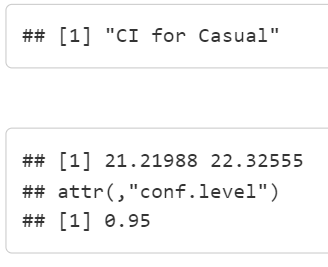 ## [1] "CI for Casual"
## [1] 21.21988 22.32555
## attr(,"conf.level")
## [1] 0.95